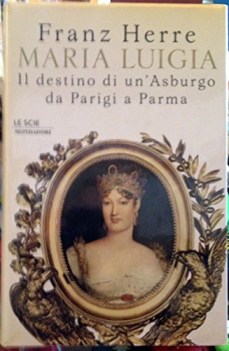 Franz Herre
MARIA LUIGIA
Il destino di un'Asburgo
da Parigi a Parma
LE SCIE
MONDADORI